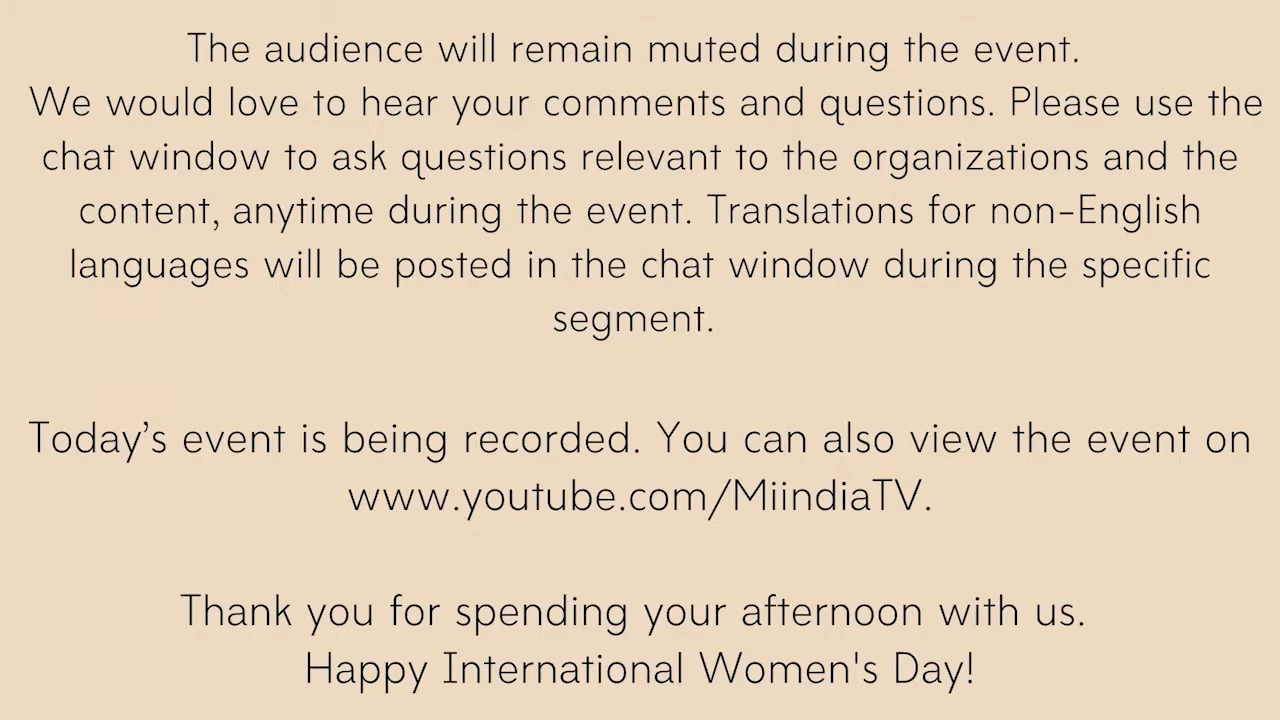 The audience will remain muted during the event.
We would love to hear your comments and questions. Please use the
chat window to ask questions relevant to the organizations and the
content, anytime during the event. Translations for non-English
languages will be posted in the chat window during the specific
segment.
Today’s event is being recorded. You can also view the event on
www.youtube.com/MiindiaTV.
Thank you for spending your afternoon with us.
Happy International Women's Day!